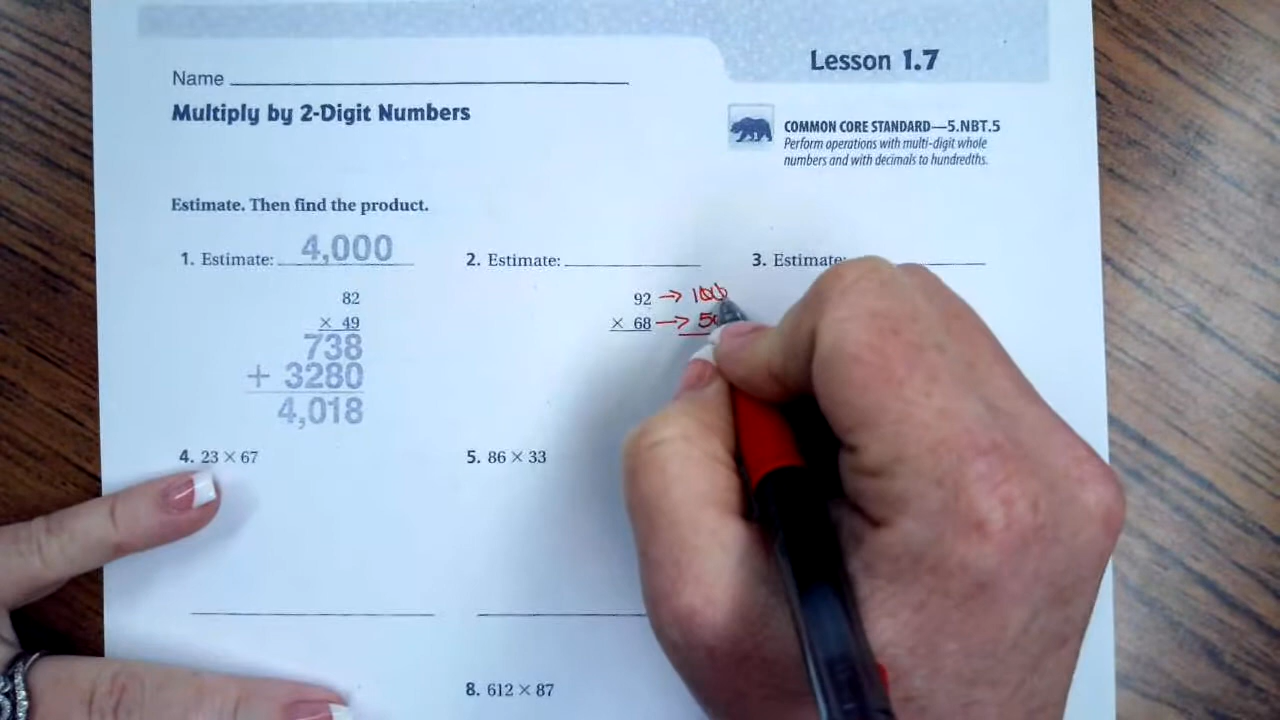 Lesson 1.7
Name
Multiply by 2-Digit Numbers
COMMON CORE STANDARD—5.NBT.5
Perform operations with multi-digit whole
numbers and with decimals to hundredths.
Estimate. Then find the product.
1. Estimate: 4,000
82
× 49
738
+ 3280
4,018
2. Estimate:
92 → 100
× 68 →
3. Estimate:
4. 23 × 67
5. 86 × 33
8. 612 × 87